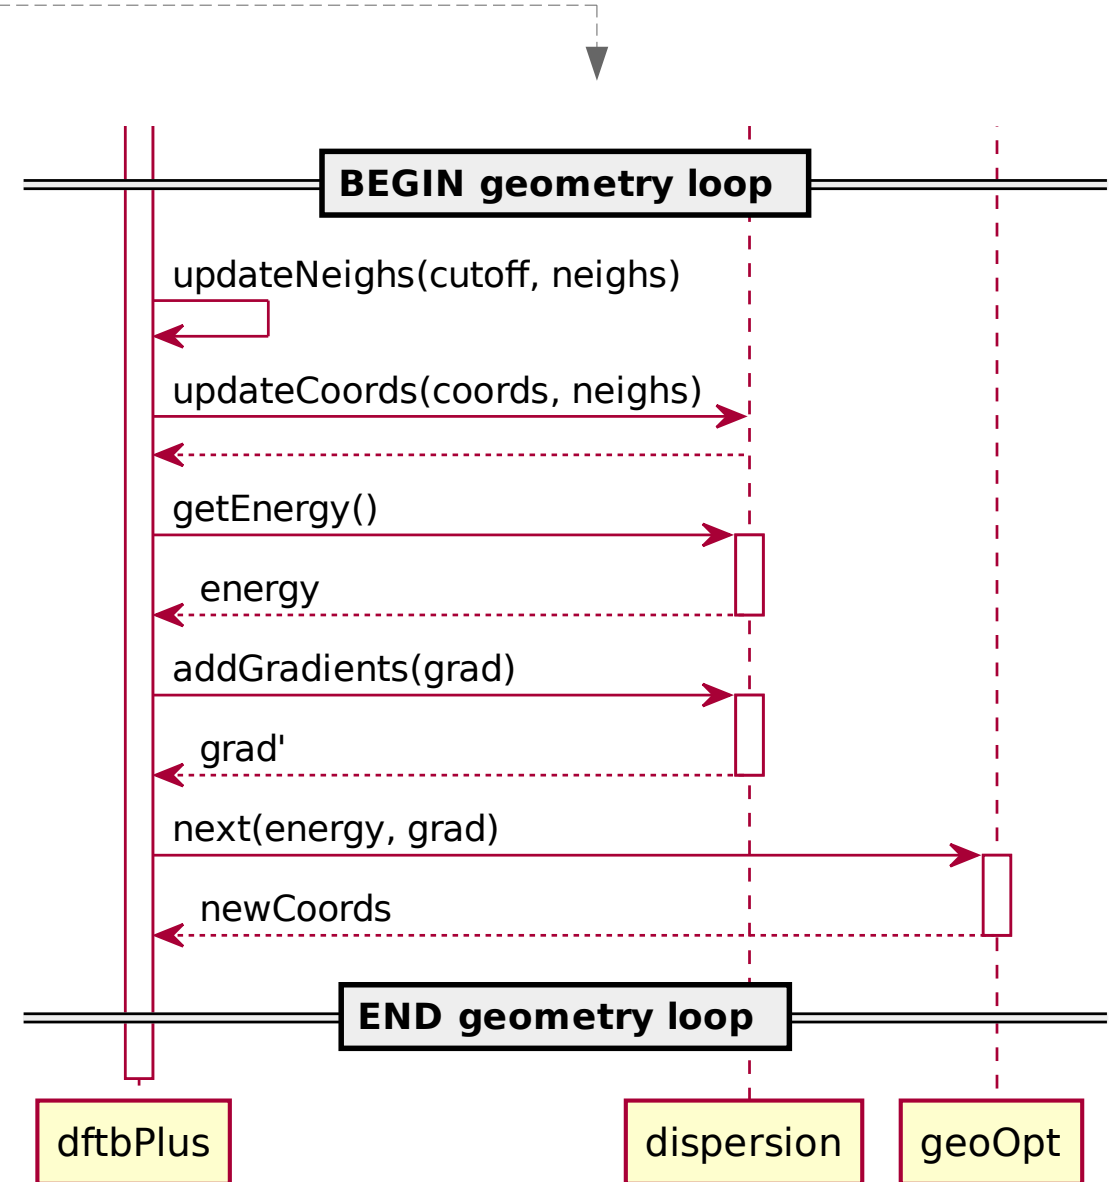 BEGIN geometry loop
updateNeighs(cutoff, neighs)
updateCoords(coords, neighs)
getEnergy()
energy
addGradients(grad)
grad'
next(energy, grad)
newCoords
END geometry loop
dftbPlus
dispersion
geoOpt